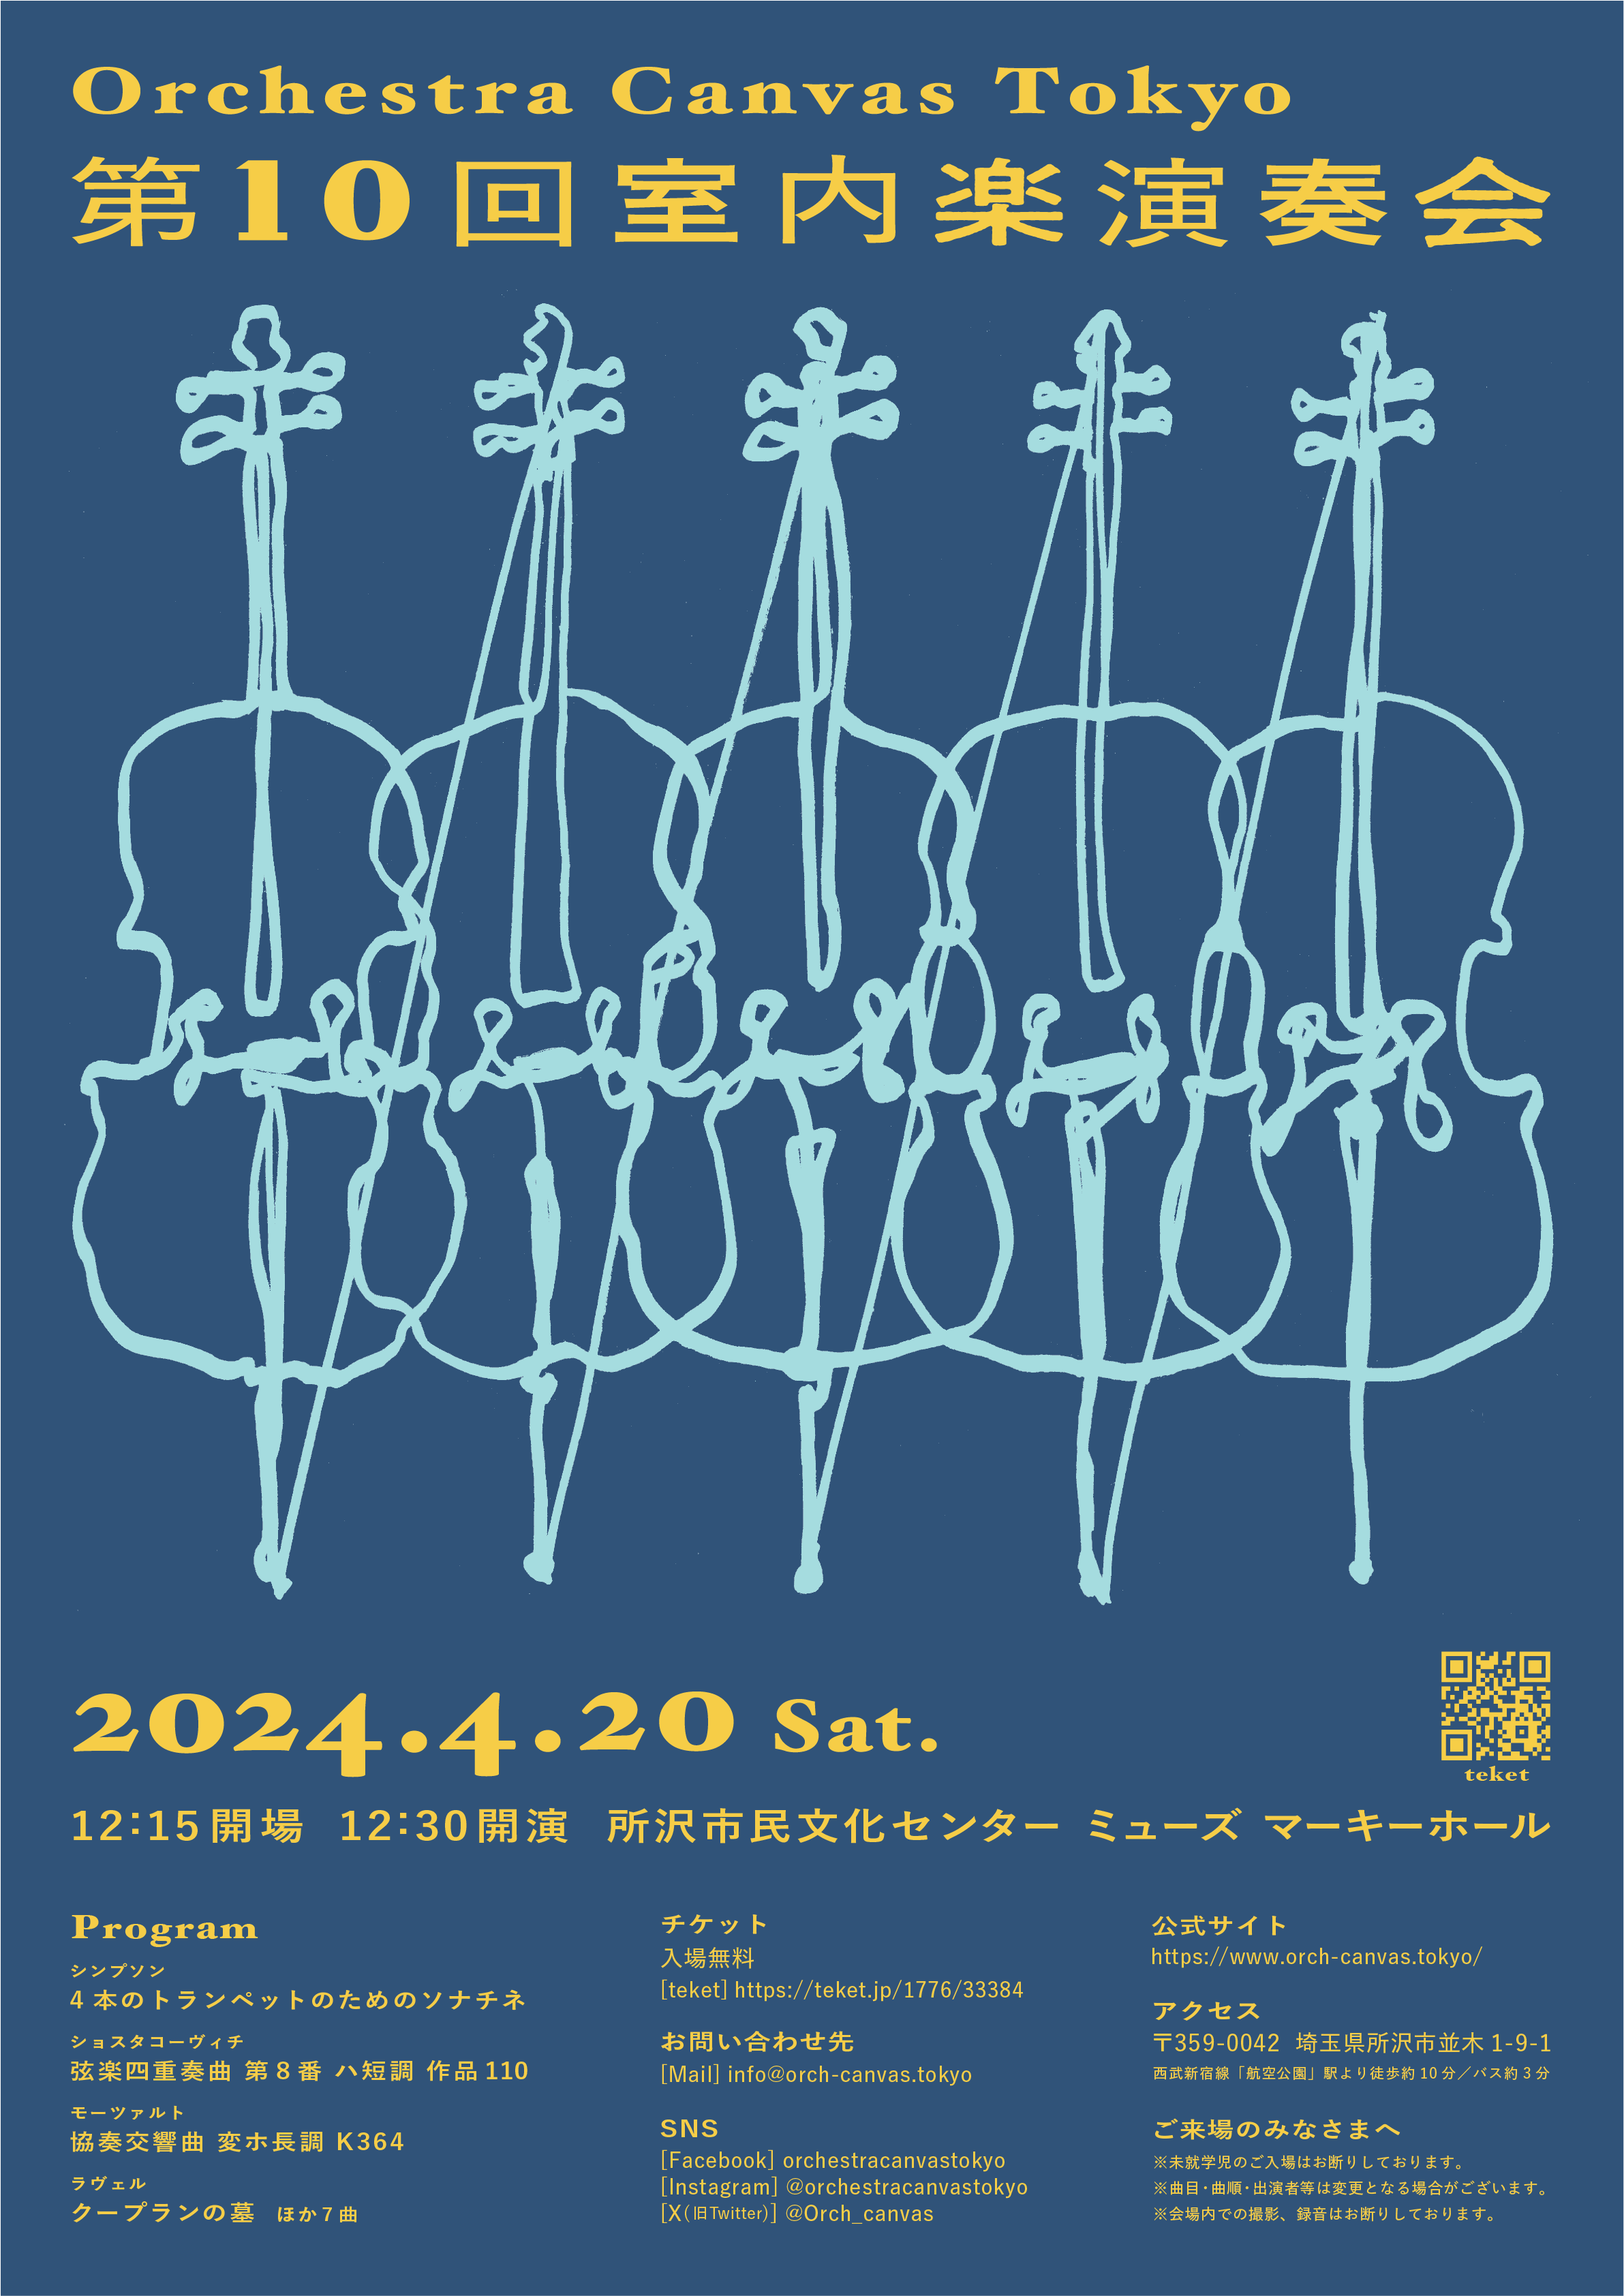 Orchestra Canvas Tokyo
第10回室内楽演奏会
2024.4.20 Sat.
teket
12:15開場 12:30開演 所沢市民文化センター ミューズ マーキーホール
Program
シンプソン
4本のトランペットのためのソナチネ
ショスタコーヴィチ
弦楽四重奏曲 第8番 ハ短調 作品110
モーツァルト
協奏交響曲 変ホ長調 K364
ラヴェル
クープランの墓 ほか7曲
チケット
入場無料
[teket] https://teket.jp/1776/33384
お問い合わせ先
[Mail] info@orch-canvas.tokyo
SNS
[Facebook] orchestracanvastokyo
[Instagram] @orchestracanvastokyo
[X(旧Twitter)] @Orch_canvas
公式サイト
https://www.orch-canvas.tokyo/
アクセス
〒359-0042 埼玉県所沢市並木1-9-1
西武新宿線「航空公園」駅より徒歩約10分／バス約3分
ご来場のみなさまへ
※未就学児のご入場はお断りしております。
※曲目・曲順・出演者等は変更となる場合がございます。
※会場内での撮影、録音はお断りしております。